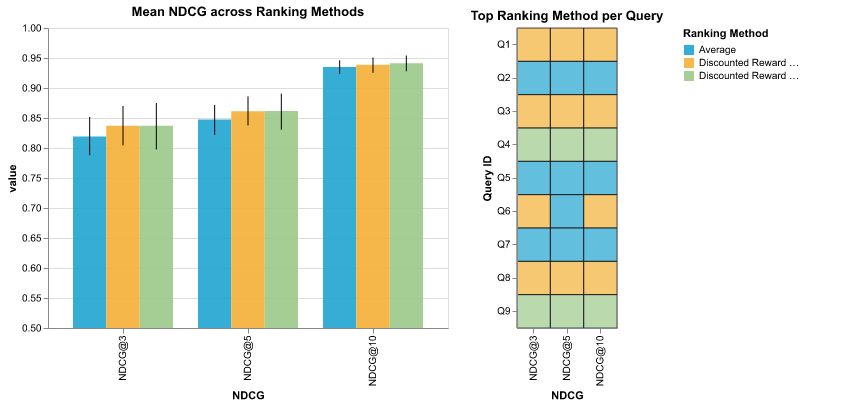 Mean NDCG across Ranking Methods
1.00
0.95
0.90
0.85
0.80
0.75
0.70
0.65
0.60
0.55
0.50
value
NDCG@3
NDCG@5
NDCG@10
NDCG
Top Ranking Method per Query
Q1
Q2
Q3
Q4
Q5
Q6
Q7
Q8
Q9
Query ID
NDCG@3
NDCG@5
NDCG@10
NDCG
Ranking Method
Average
Discounted Reward …
Discounted Reward …